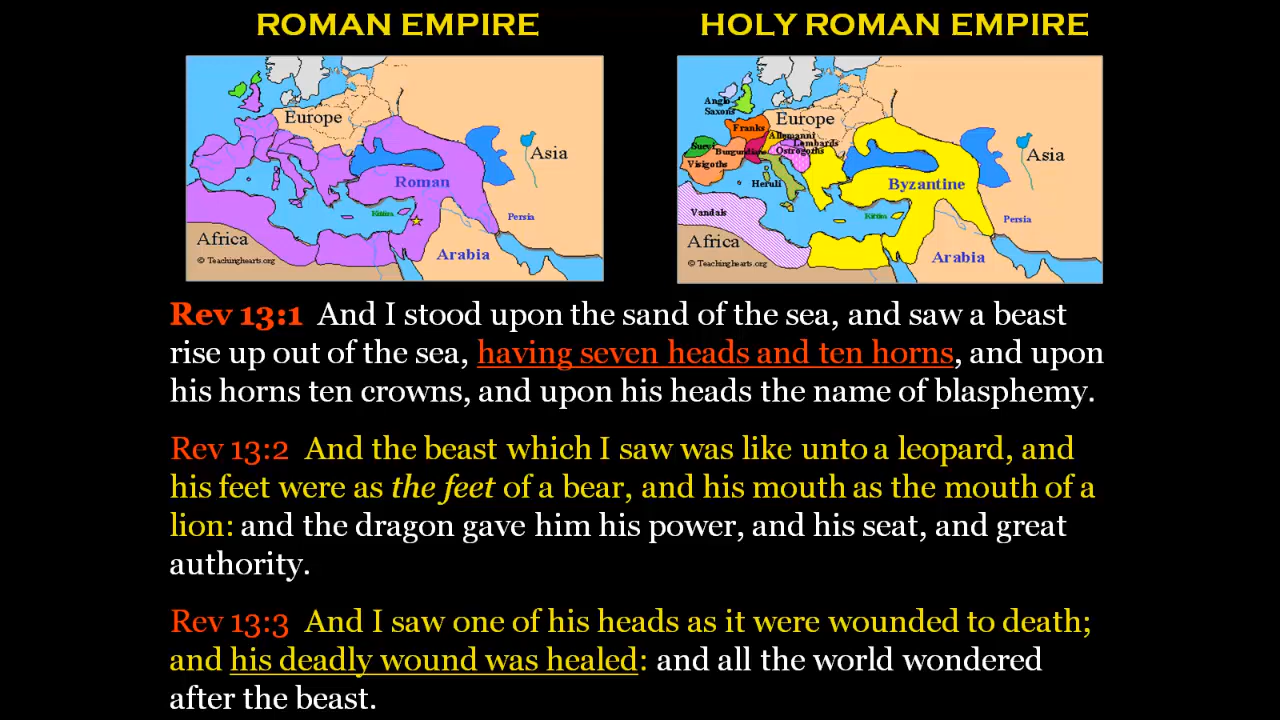 ROMAN EMPIRE
HOLY ROMAN EMPIRE
Europe
Asia
Roman
Kittim
Persia
Africa
Arabia
© Teachinghearts.org
Anglo
Saxons
Europe
Franks
Allemanni
Lombards
Suevi
Burgundians
Ostrogoths
Asia
Visigoths
Heruli
Byzantine
Vandals
Kittim
Persia
Africa
Arabia
© Teachinghearts.org
Rev 13:1 And I stood upon the sand of the sea, and saw a beast
rise up out of the sea, having seven heads and ten horns, and upon
his horns ten crowns, and upon his heads the name of blasphemy.
Rev 13:2 And the beast which I saw was like unto a leopard, and
his feet were as the feet of a bear, and his mouth as the mouth of a
lion: and the dragon gave him his power, and his seat, and great
authority.
Rev 13:3 And I saw one of his heads as it were wounded to death;
and his deadly wound was healed: and all the world wondered
after the beast.